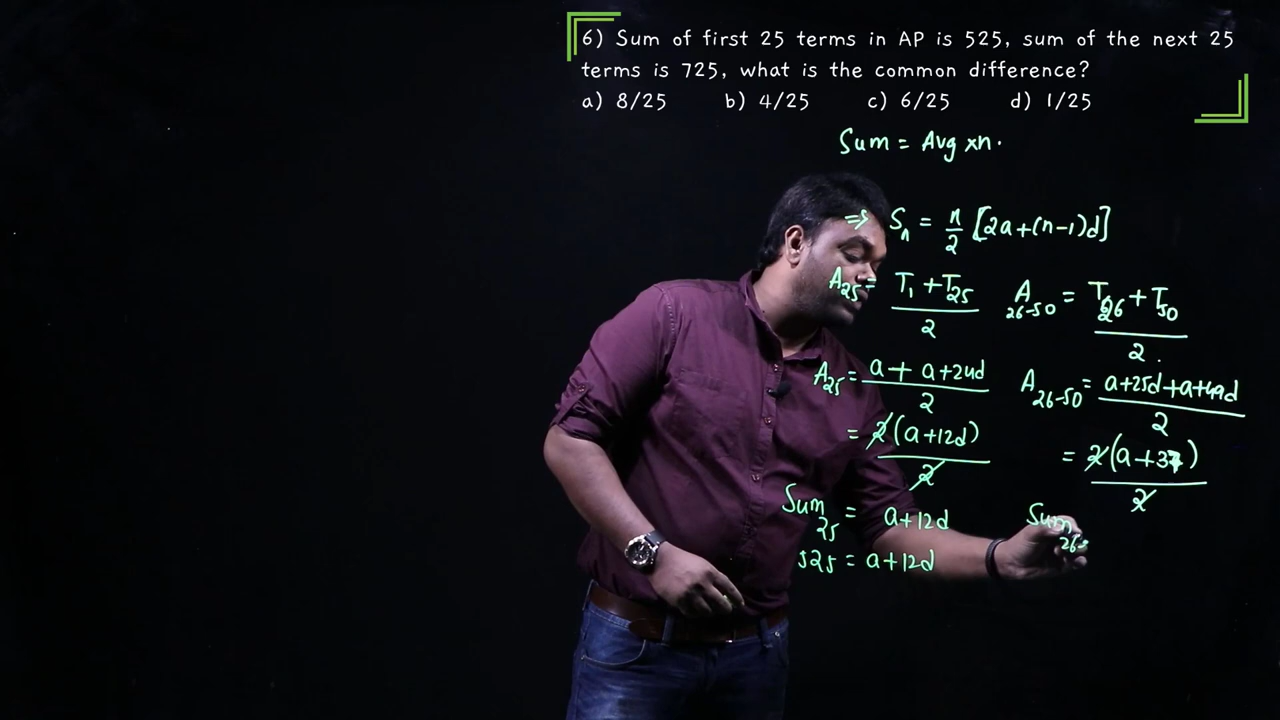 6) Sum of first 25 terms in AP is 525, sum of the next 25
terms is 725, what is the common difference?
a) 8/25 b) 4/25 c) 6/25 d) 1/25
Sum = Avg xn.
⇒ Sn = n/2 [2a+(n-1)d]
A25 = (T1 + T25)/2 A26-50 = (T26 + T50)/2.
A25 = (a + a+24d)/2 A26-50 = (a+25d+a+49d)/2
= 2(a+12d)/2 = 2(a+37)/2
Sum25 = a+12d Sum26-
525 = a+12d